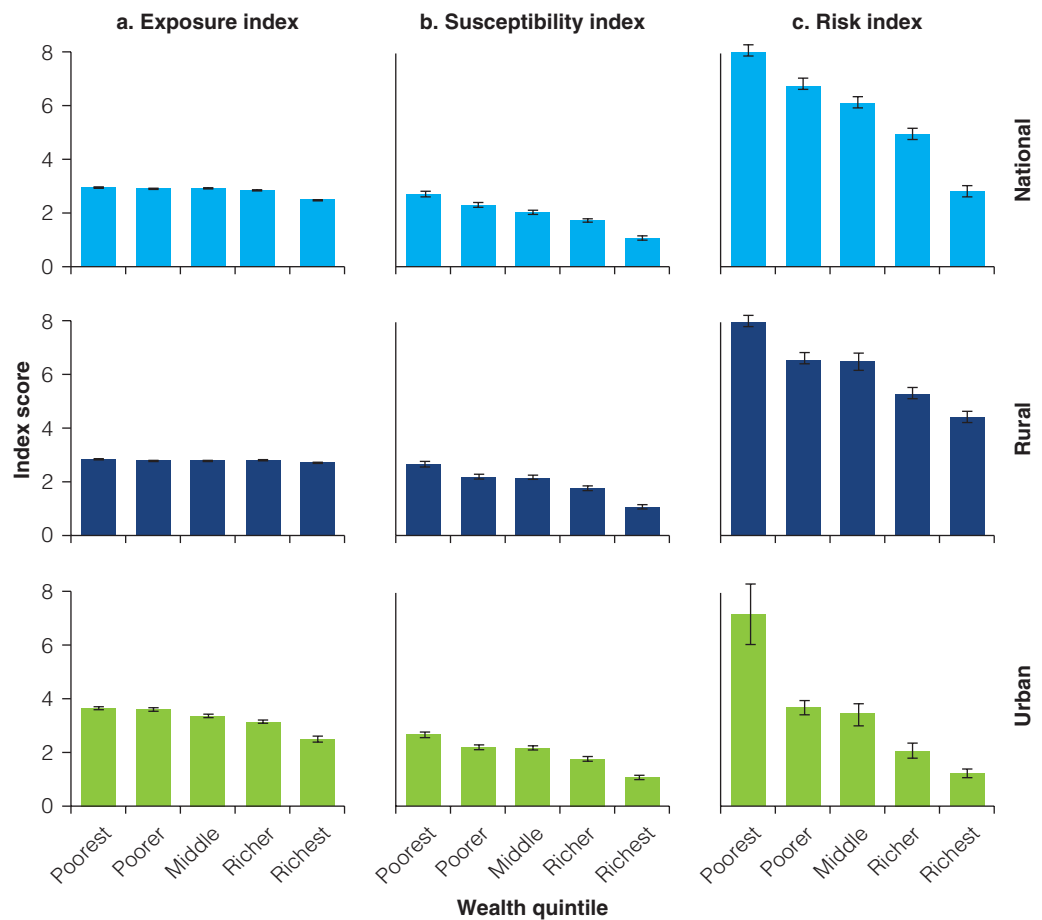 a. Exposure index
b. Susceptibility index
c. Risk index
8
6
4
2
0
National
8
6
4
2
0
Rural
Index score
8
6
4
2
0
Urban
Poorest
Poorer
Middle
Richer
Richest
Poorest
Poorer
Middle
Richer
Richest
Poorest
Poorer
Middle
Richer
Richest
Wealth quintile